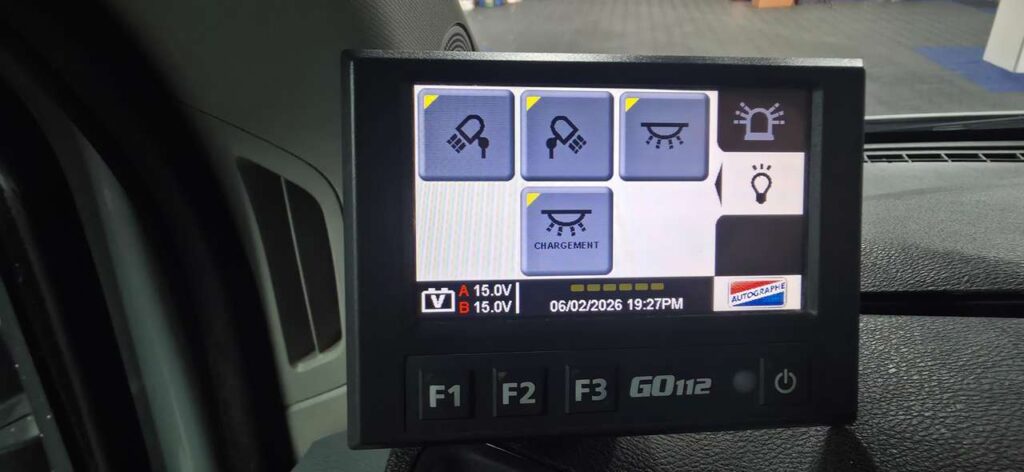 CHARGEMENT
V
A 15.0V
B 15.0V
06/02/2026 19:27PM
AUTOGRAPHE
F1 F2 F3 GO112